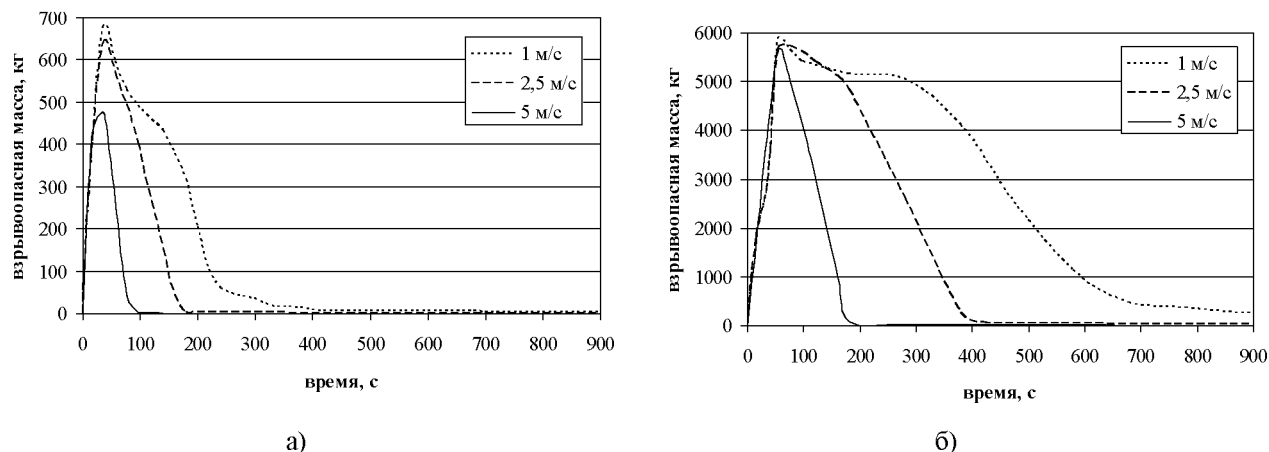 взрывоопасная масса, кг
700
600
500
400
300
200
100
0
1 м/с
2,5 м/с
5 м/с
0 100 200 300 400 500 600 700 800 900
время, с
а)
взрывоопасная масса, кг
6000
5000
4000
3000
2000
1000
0
1 м/с
2,5 м/с
5 м/с
0 100 200 300 400 500 600 700 800 900
время, с
б)